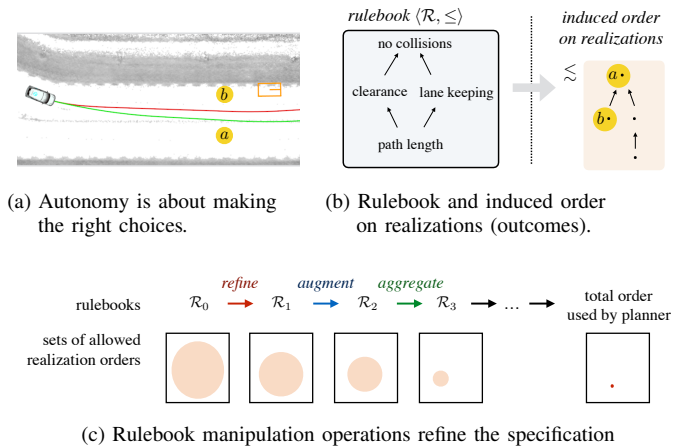 b
a
(a) Autonomy is about making
the right choices.
rulebook ⟨R, ≤⟩
no collisions
clearance
lane keeping
path length
induced order
on realizations
≲
a
b
(b) Rulebook and induced order
on realizations (outcomes).
refine augment aggregate
rulebooks R0 R1 R2 R3 ... total order
used by planner
sets of allowed
realization orders
(c) Rulebook manipulation operations refine the specification